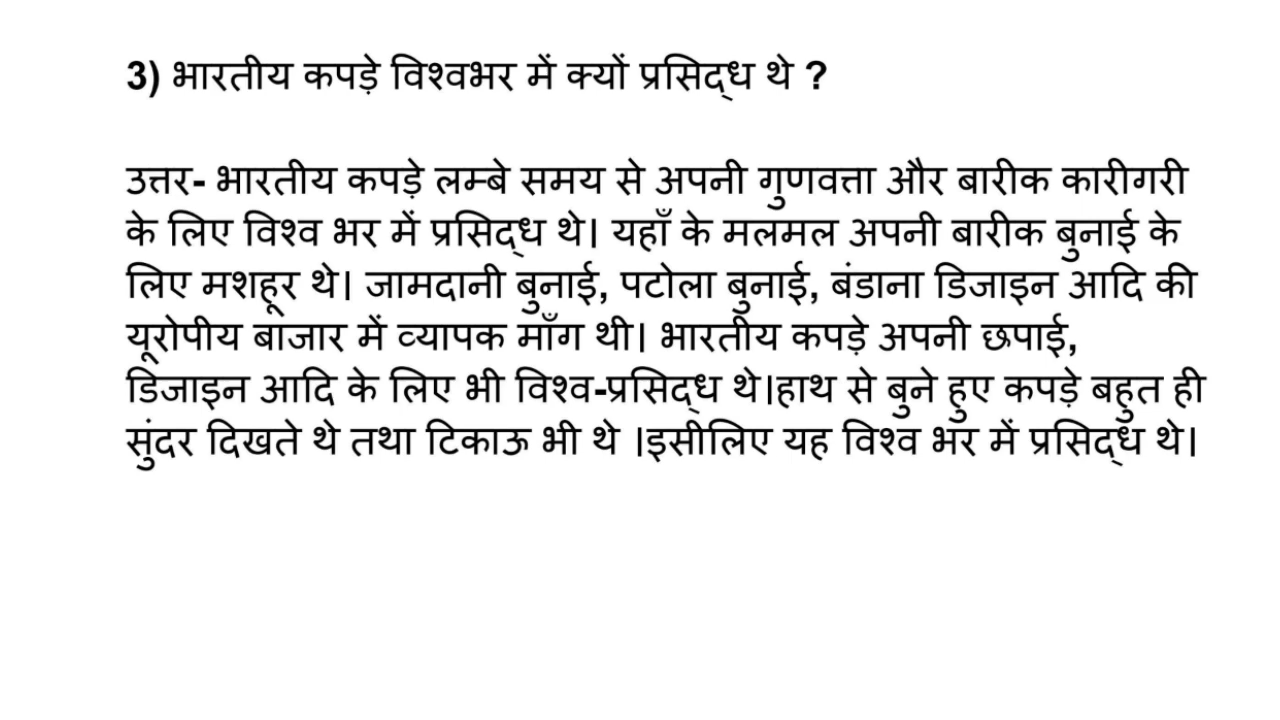 3) भारतीय कपड़े विश्वभर में क्यों प्रसिद्ध थे ?
उत्तर- भारतीय कपड़े लम्बे समय से अपनी गुणवत्ता और बारीक कारीगरी
के लिए विश्व भर में प्रसिद्ध थे। यहाँ के मलमल अपनी बारीक बुनाई के
लिए मशहूर थे। जामदानी बुनाई, पटोला बुनाई, बंडाना डिजाइन आदि की
यूरोपीय बाजार में व्यापक माँग थी। भारतीय कपड़े अपनी छपाई,
डिजाइन आदि के लिए भी विश्व-प्रसिद्ध थे।हाथ से बुने हुए कपड़े बहुत ही
सुंदर दिखते थे तथा टिकाऊ भी थे ।इसीलिए यह विश्व भर में प्रसिद्ध थे।